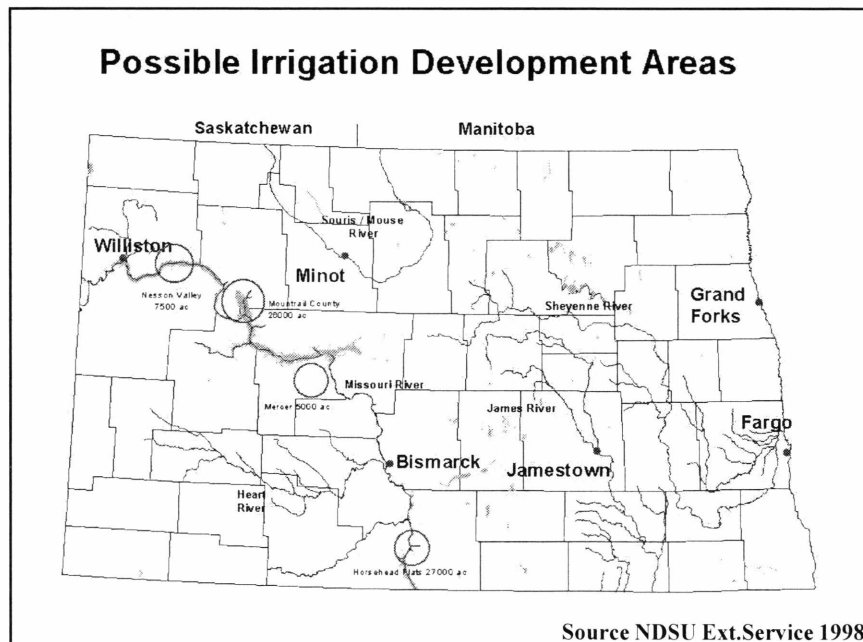 Possible Irrigation Development Areas
Saskatchewan
Manitoba
Souris / Mouse
River
Williston
Minot
Nesson Valley
7500 ac
Mountrail County
28000 ac
Sheyenne River
Grand
Forks
Missouri River
Mercer 5000 ac
James River
Fargo
Bismarck
Jamestown
Heart
River
Horsehead Flats 27000 ac
Source NDSU Ext.Service 1998